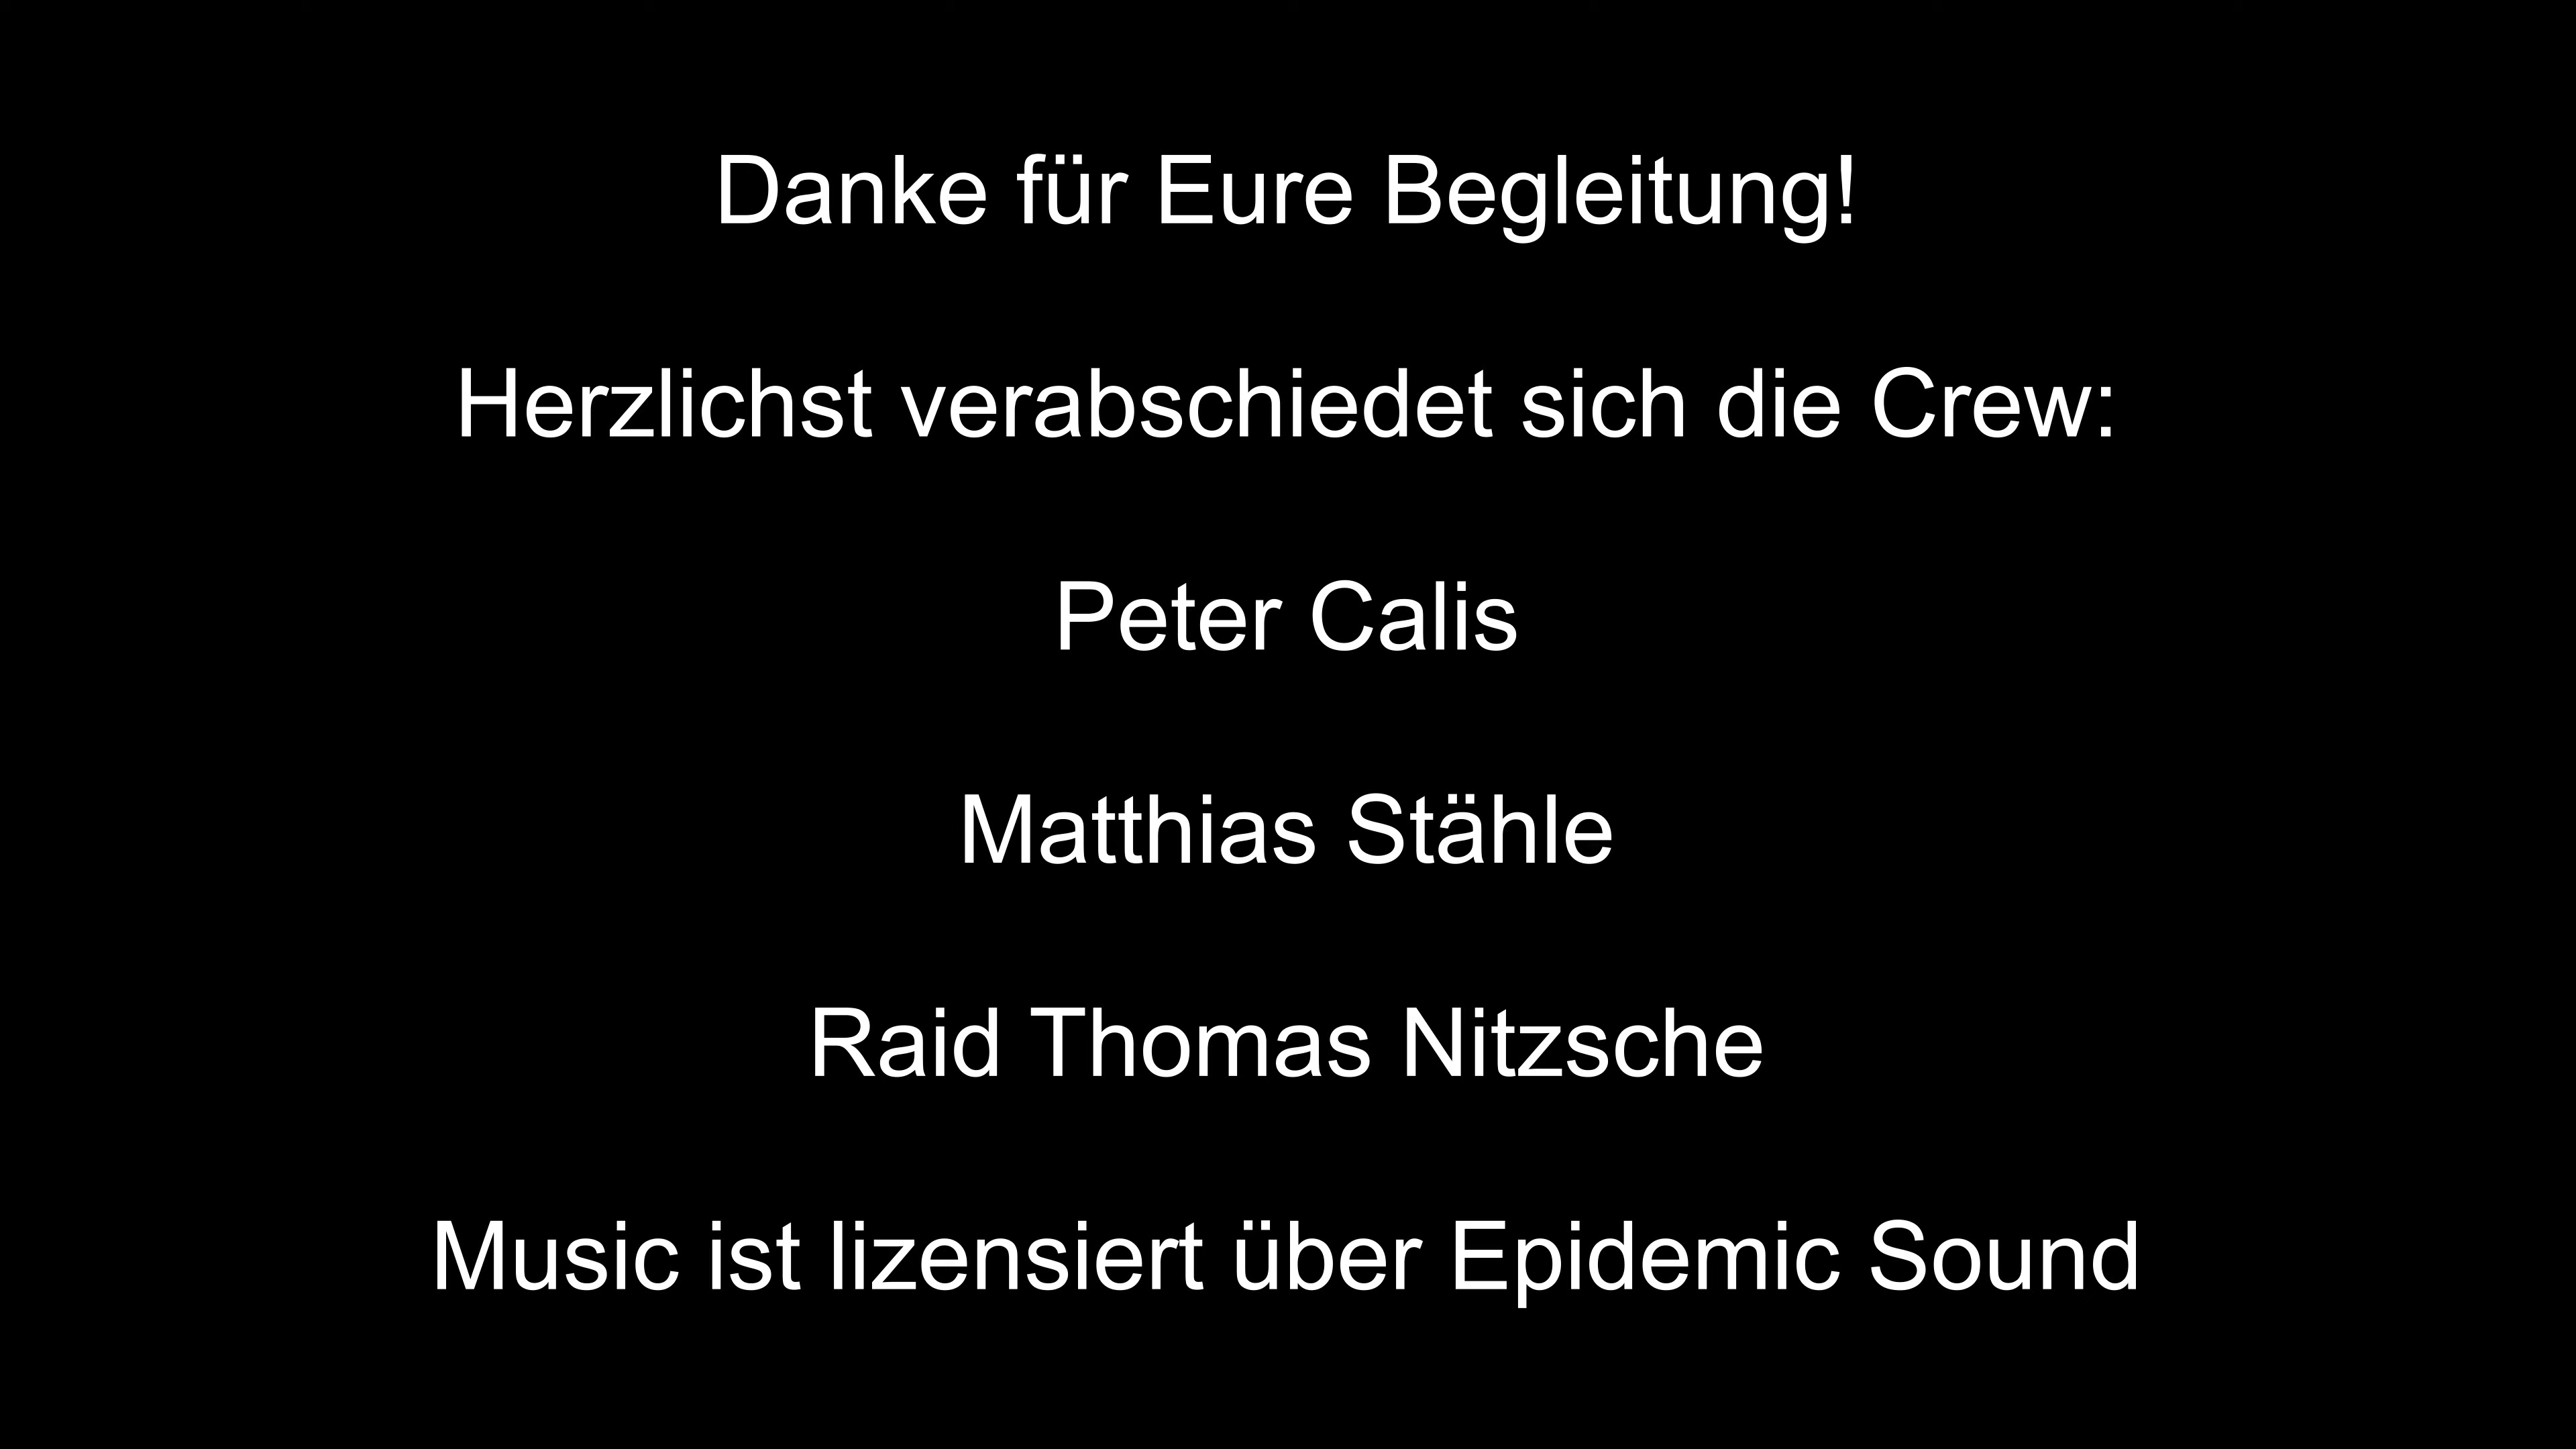 Danke für Eure Begleitung!
Herzlichst verabschiedet sich die Crew:
Peter Calis
Matthias Stähle
Raid Thomas Nitzsche
Music ist lizensiert über Epidemic Sound